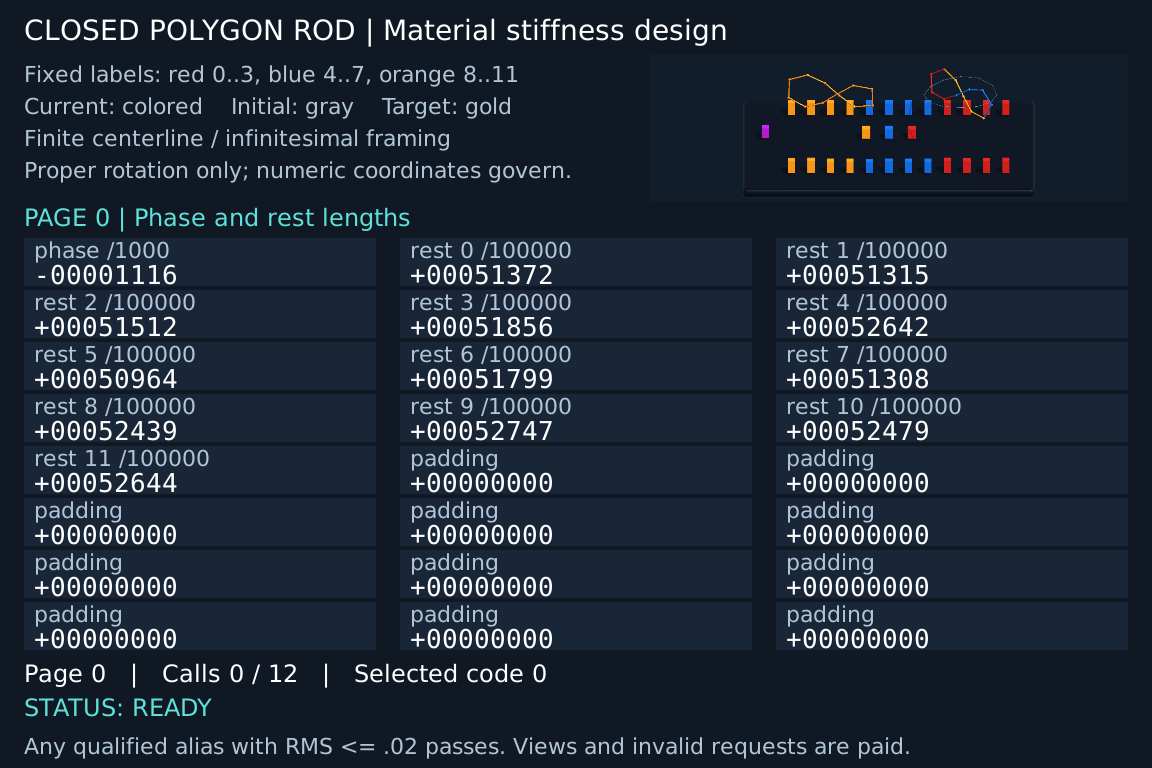 CLOSED POLYGON ROD | Material stiffness design
Fixed labels: red 0..3, blue 4..7, orange 8..11
Current: colored    Initial: gray    Target: gold
Finite centerline / infinitesimal framing
Proper rotation only; numeric coordinates govern.
PAGE 0 | Phase and rest lengths
phase /1000    rest 0 /100000    rest 1 /100000
-00001116    +00051372    +00051315
rest 2 /100000    rest 3 /100000    rest 4 /100000
+00051512    +00051856    +00052642
rest 5 /100000    rest 6 /100000    rest 7 /100000
+00050964    +00051799    +00051308
rest 8 /100000    rest 9 /100000    rest 10 /100000
+00052439    +00052747    +00052479
rest 11 /100000    padding    padding
+00052644    +00000000    +00000000
padding    padding    padding
+00000000    +00000000    +00000000
padding    padding    padding
+00000000    +00000000    +00000000
padding    padding    padding
+00000000    +00000000    +00000000
Page 0    |    Calls 0 / 12    |    Selected code 0
STATUS: READY
Any qualified alias with RMS <= .02 passes. Views and invalid requests are paid.